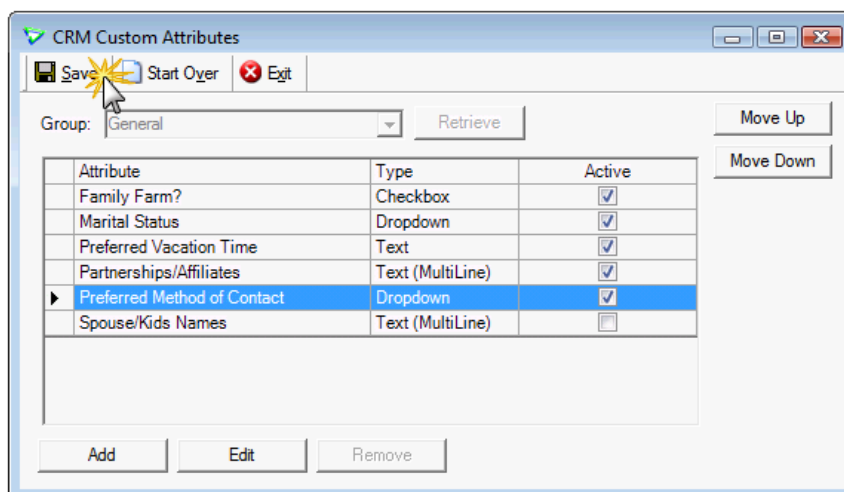 CRM Custom Attributes
Save Start Over Exit
Group: General Retrieve Move Up
Move Down
Attribute Type Active
Family Farm? Checkbox
Marital Status Dropdown
Preferred Vacation Time Text
Partnerships/Affiliates Text (MultiLine)
Preferred Method of Contact Dropdown
Spouse/Kids Names Text (MultiLine)
Add Edit Remove